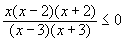 x(x−2)(x+2)/((x−3)(x+3)) ≤ 0